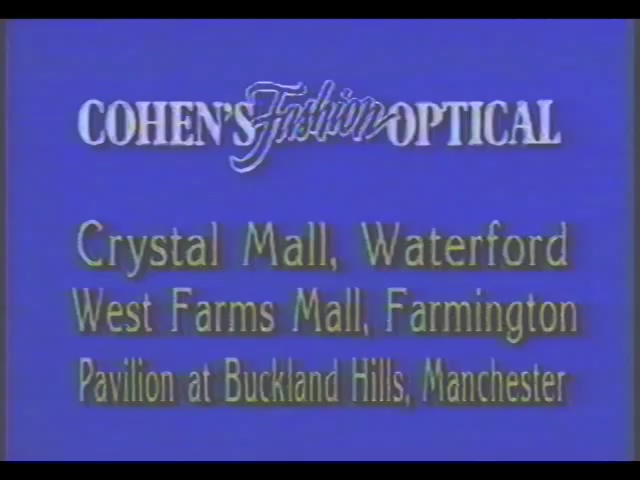 COHEN'S Fashion OPTICAL
Crystal Mall, Waterford
West Farms Mall, Farmington
Pavilion at Buckland Hills, Manchester